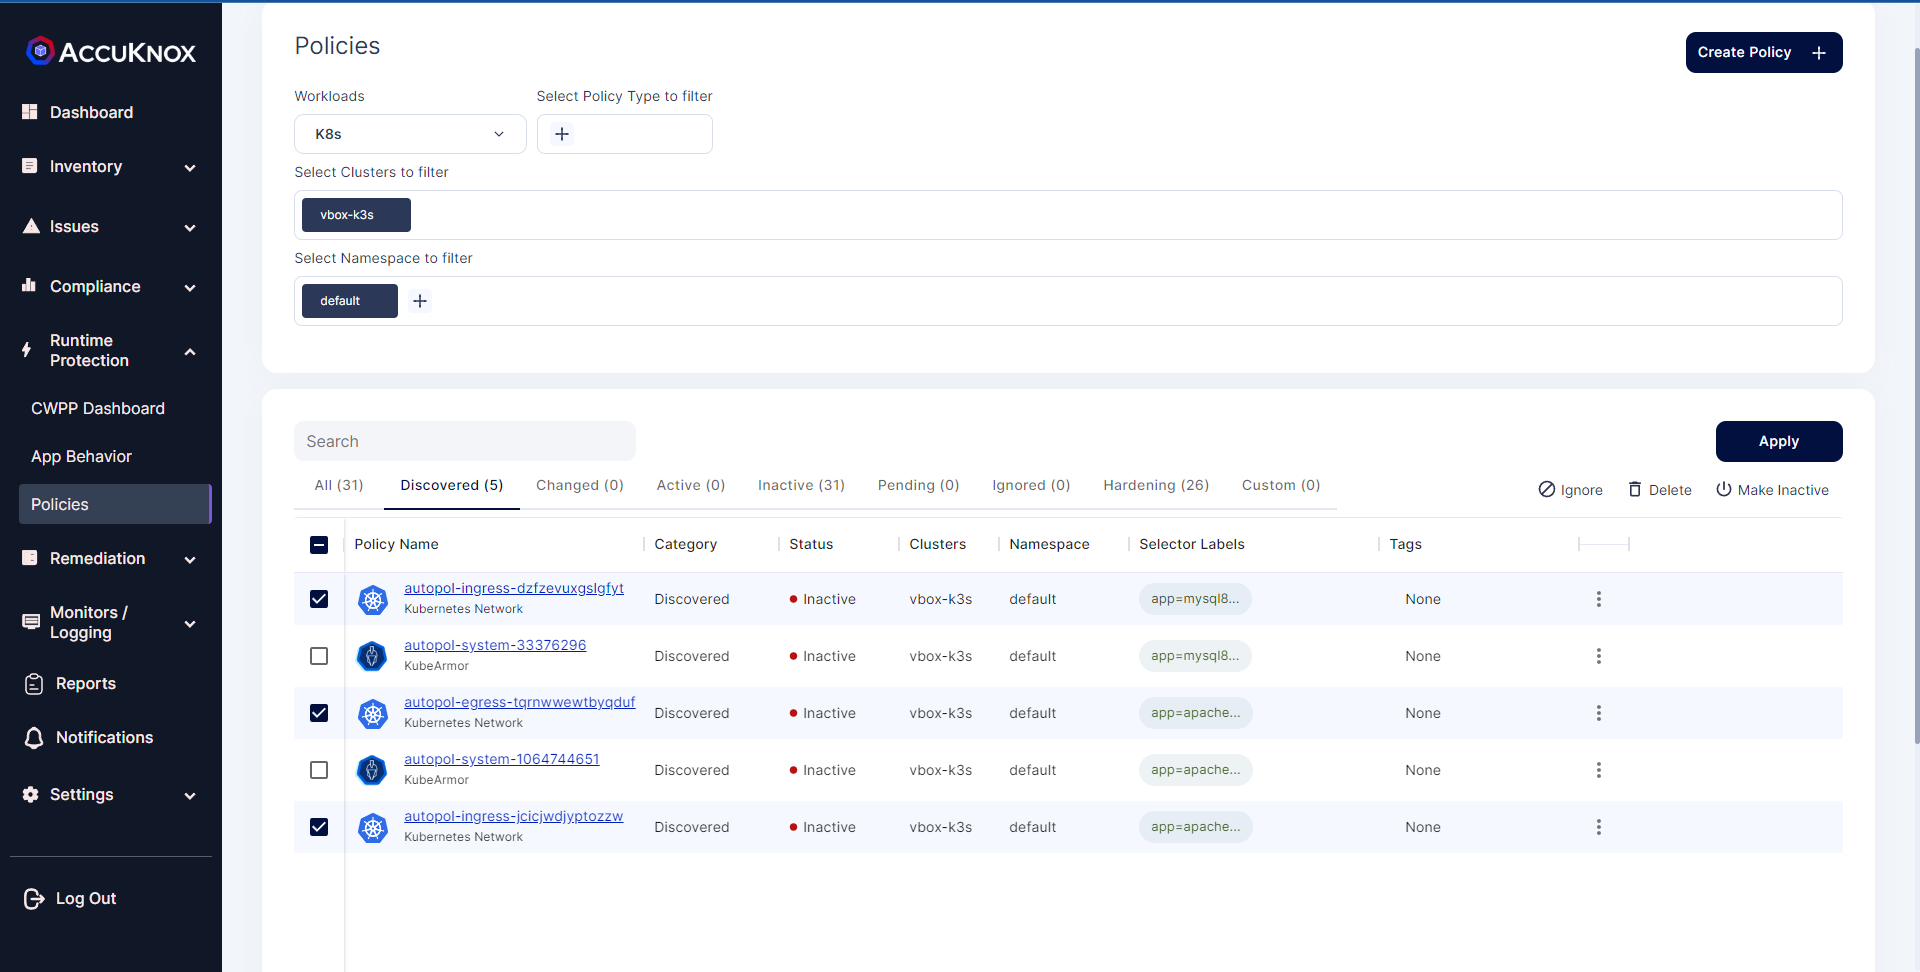 ACCUKNOX
Dashboard
Inventory
Issues
Compliance
Runtime
Protection
CWPP Dashboard
App Behavior
Policies
Remediation
Monitors /
Logging
Reports
Notifications
Settings
Log Out
Policies
Create Policy
Workloads
Select Policy Type to filter
K8s
Select Clusters to filter
vbox-k3s
Select Namespace to filter
default
Search
Apply
All (31) Discovered (5) Changed (0) Active (0) Inactive (31) Pending (0) Ignored (0) Hardening (26) Custom (0)
Ignore Delete Make Inactive
Policy Name Category Status Clusters Namespace Selector Labels Tags
autopol-ingress-dzfzevuxgslgfyt
Kubernetes Network
Discovered Inactive vbox-k3s default app=mysql8... None
autopol-system-33376296
KubeArmor
Discovered Inactive vbox-k3s default app=mysql8... None
autopol-egress-tqrnwwewtbyqduf
Kubernetes Network
Discovered Inactive vbox-k3s default app=apache... None
autopol-system-1064744651
KubeArmor
Discovered Inactive vbox-k3s default app=apache... None
autopol-ingress-jcicjwdjyptozzw
Kubernetes Network
Discovered Inactive vbox-k3s default app=apache... None